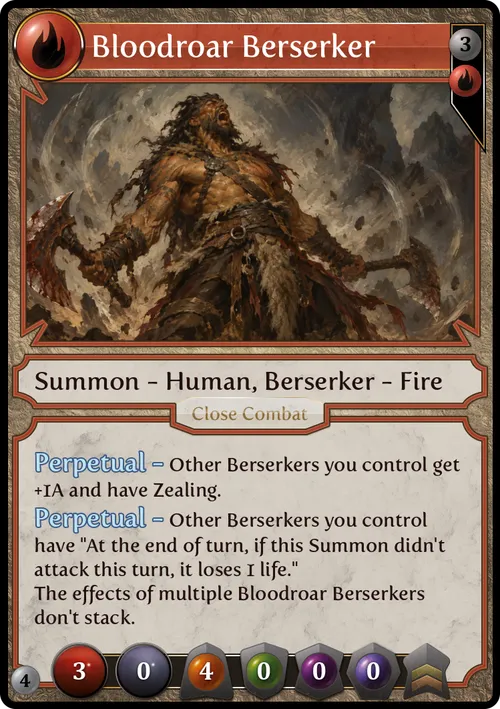 Bloodroar Berserker
3
Summon – Human, Berserker – Fire
Close Combat
Perpetual – Other Berserkers you control get
+1A and have Zealing.
Perpetual – Other Berserkers you control
have "At the end of turn, if this Summon didn't
attack this turn, it loses 1 life."
The effects of multiple Bloodroar Berserkers
don't stack.
4 3* 0* 4 0 0 0